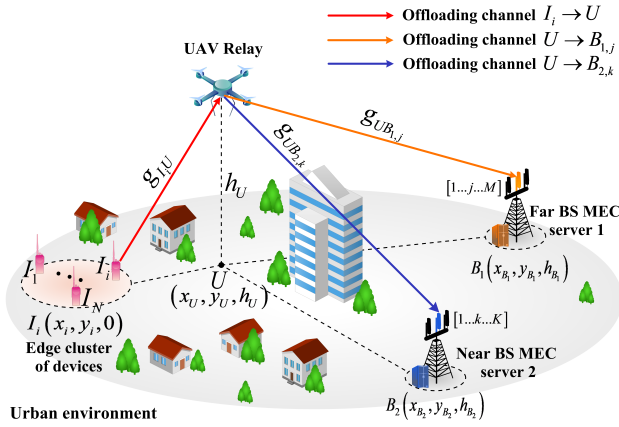 Offloading channel I_i → U
Offloading channel U → B_{1,j}
Offloading channel U → B_{2,k}
UAV Relay
g_{I_iU}
g_{UB_{2,k}}
g_{UB_{1,j}}
h_U
[1...j...M]
Far BS MEC
server 1
B_1(x_{B_1}, y_{B_1}, h_{B_1})
I_1
...
I_i
I_N
U
(x_U, y_U, h_U)
I_i(x_i, y_i, 0)
Edge cluster
of devices
[1...k...K]
Near BS MEC
server 2
B_2(x_{B_2}, y_{B_2}, h_{B_2})
Urban environment